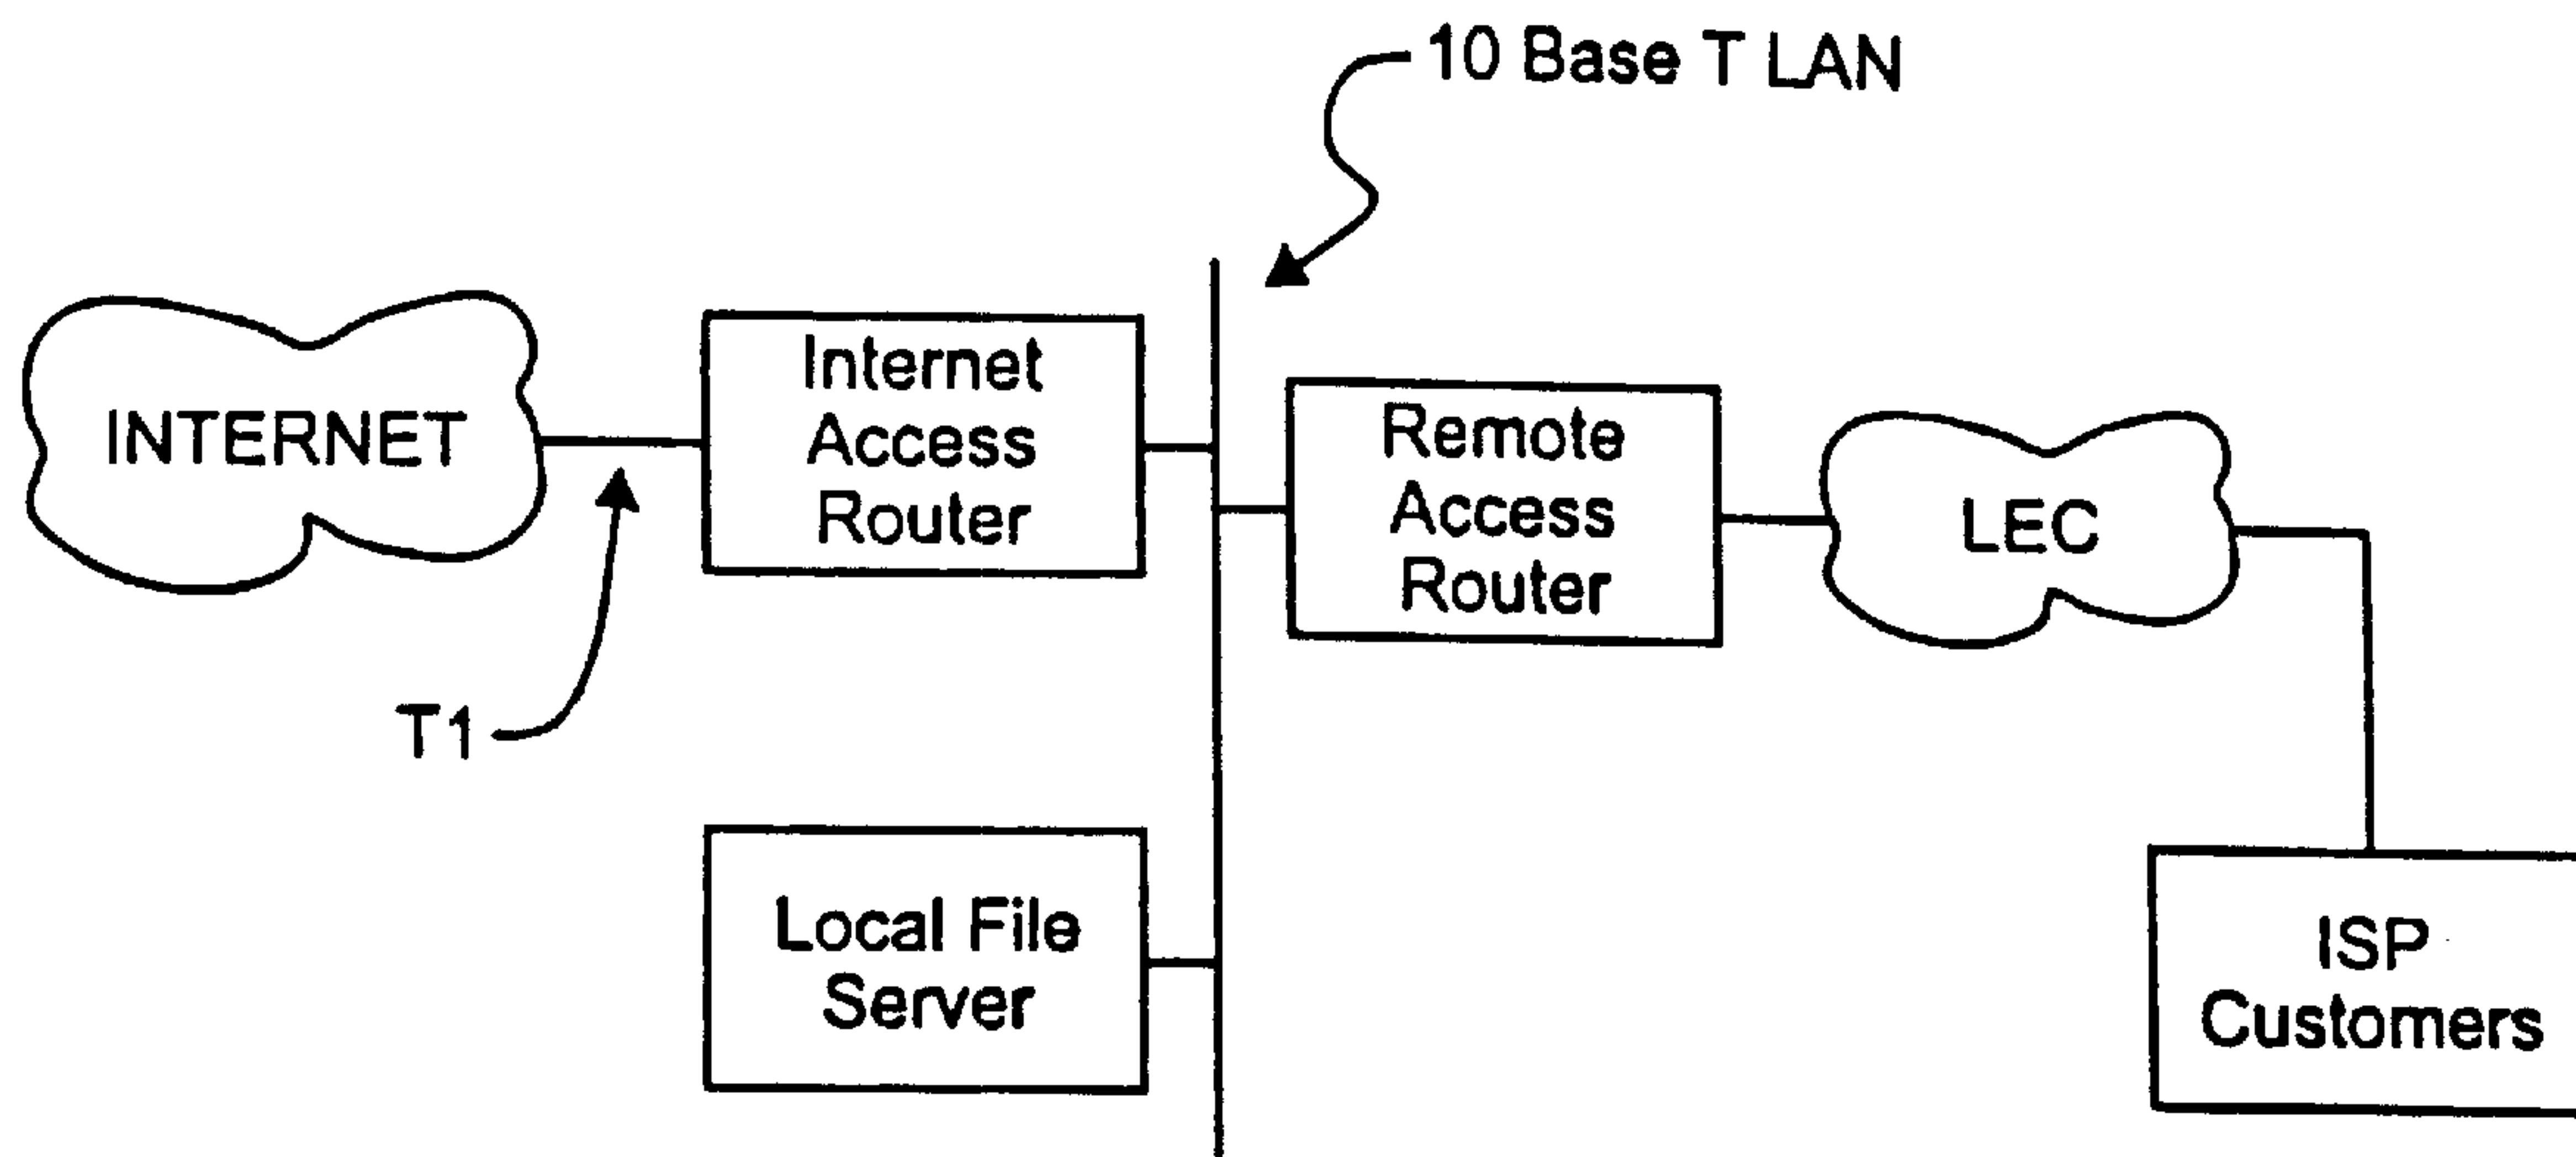 10 Base T LAN
INTERNET
Internet
Access
Router
Remote
Access
Router
LEC
T1
Local File
Server
ISP
Customers